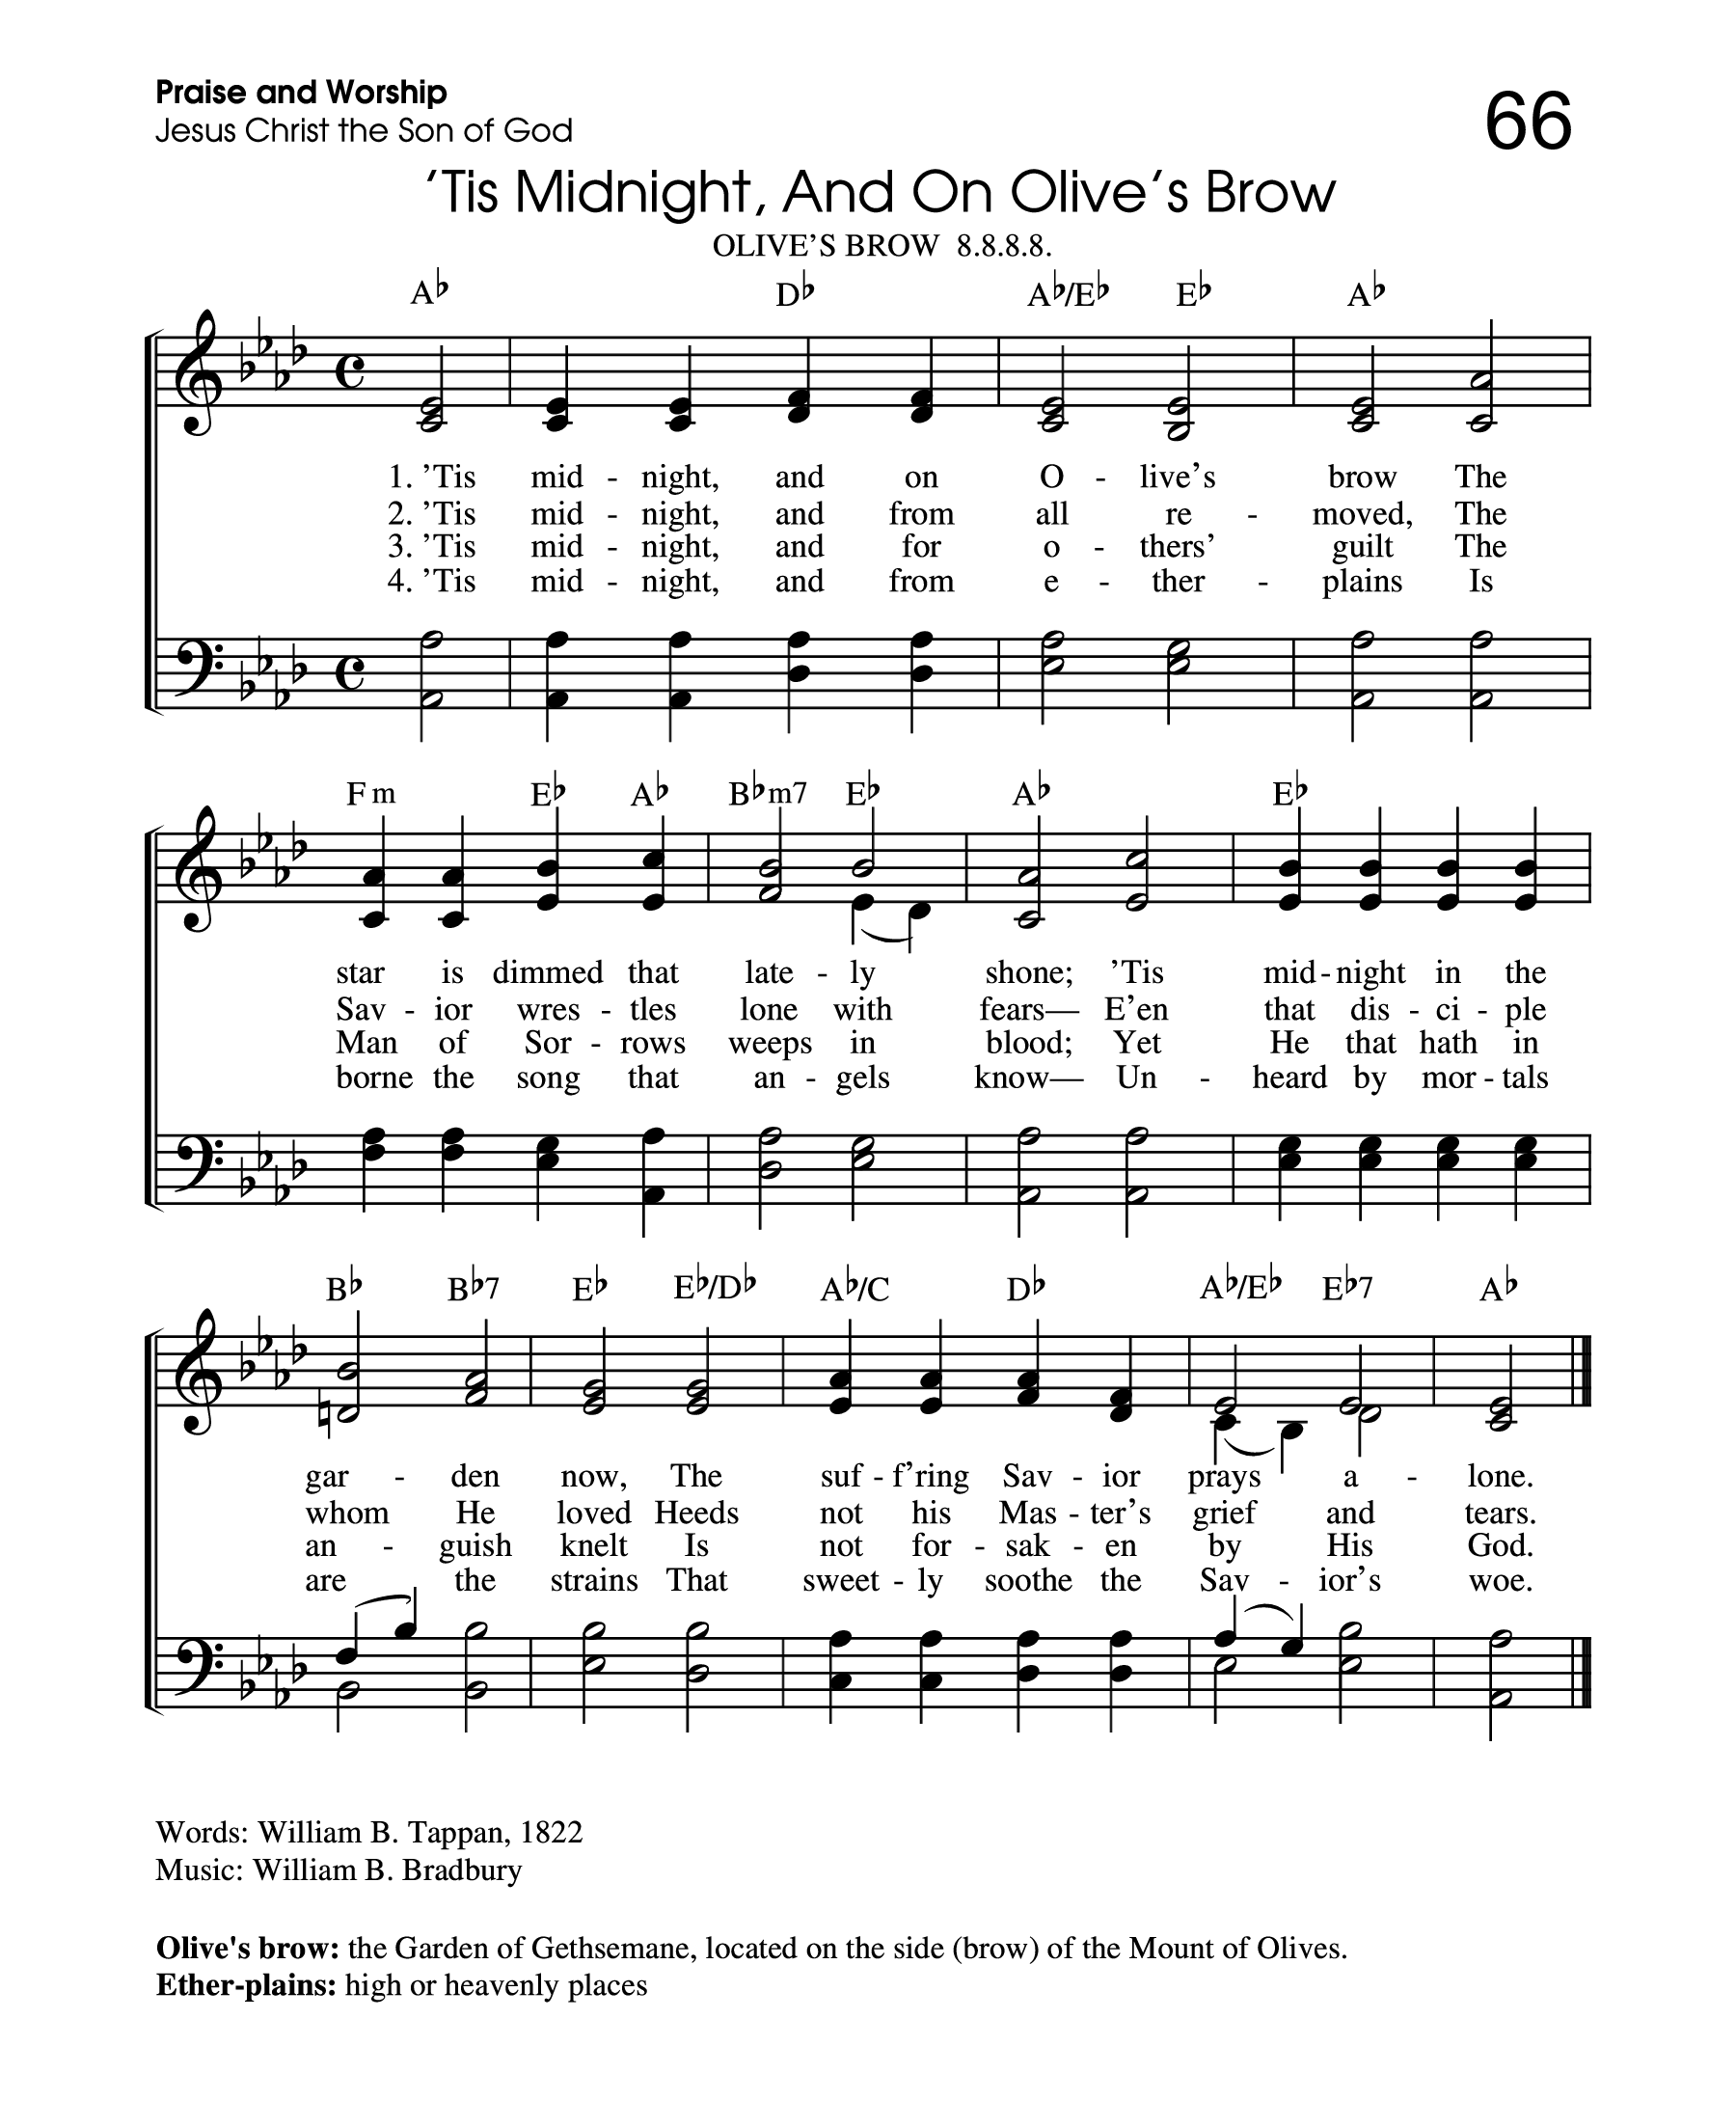 Praise and Worship
66
Jesus Christ the Son of God
‘Tis Midnight, And On Olive‘s Brow
OLIVE’S BROW 8.8.8.8.
A♭ D♭ A♭/E♭ E♭ A♭
1. ’Tis mid - night, and on O - live’s brow The
2. ’Tis mid - night, and from all re - moved, The
3. ’Tis mid - night, and for o - thers’ guilt The
4. ’Tis mid - night, and from e - ther - plains Is
F m E♭ A♭ B♭m7 E♭ A♭ E♭
star is dimmed that late - ly shone; ’Tis mid - night in the
Sav - ior wres - tles lone with fears— E’en that dis - ci - ple
Man of Sor - rows weeps in blood; Yet He that hath in
borne the song that an - gels know— Un - heard by mor - tals
B♭ B♭7 E♭ E♭/D♭ A♭/C D♭ A♭/E♭ E♭7 A♭
gar - den now, The suf - f’ring Sav - ior prays a - lone.
whom He loved Heeds not his Mas - ter’s grief and tears.
an - guish knelt Is not for - sak - en by His God.
are the strains That sweet - ly soothe the Sav - ior’s woe.
Words: William B. Tappan, 1822
Music: William B. Bradbury
Olive's brow: the Garden of Gethsemane, located on the side (brow) of the Mount of Olives.
Ether-plains: high or heavenly places